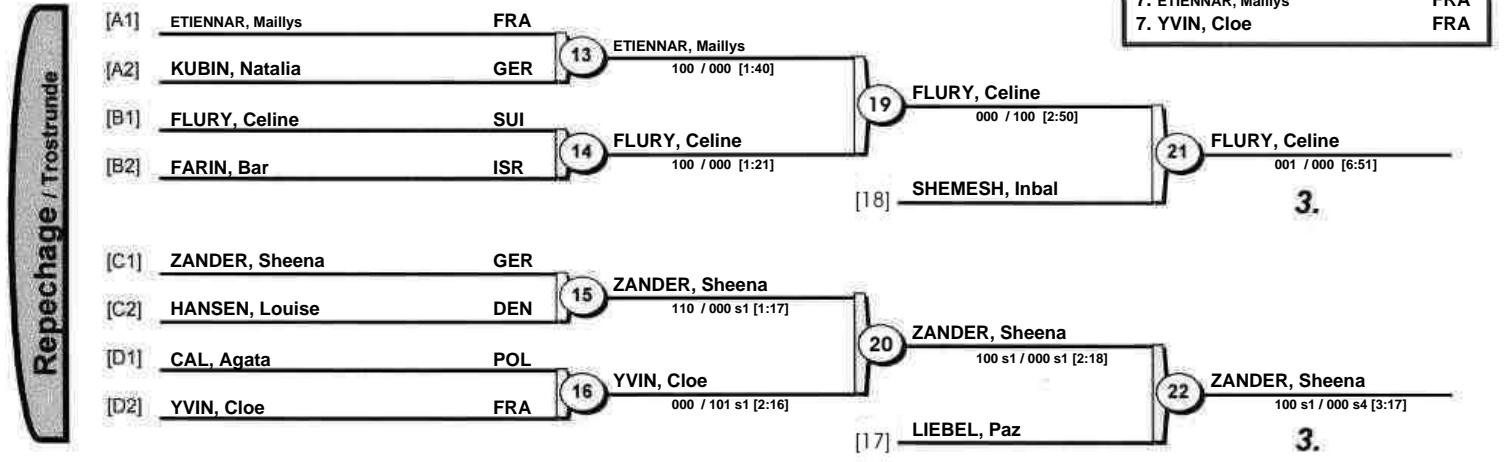 7. ETIENNAR, Maillys FRA
7. YVIN, Cloe FRA
Repechage / Trostrunde
[A1] ETIENNAR, Maillys FRA
13 ETIENNAR, Maillys
100 / 000 [1:40]
[A2] KUBIN, Natalia GER
19 FLURY, Celine
000 / 100 [2:50]
[B1] FLURY, Celine SUI
14 FLURY, Celine
100 / 000 [1:21]
[B2] FARIN, Bar ISR
21 FLURY, Celine
001 / 000 [6:51]
[18] SHEMESH, Inbal
3.
[C1] ZANDER, Sheena GER
15 ZANDER, Sheena
110 / 000 s1 [1:17]
[C2] HANSEN, Louise DEN
20 ZANDER, Sheena
100 s1 / 000 s1 [2:18]
[D1] CAL, Agata POL
16 YVIN, Cloe
000 / 101 s1 [2:16]
[D2] YVIN, Cloe FRA
22 ZANDER, Sheena
100 s1 / 000 s4 [3:17]
[17] LIEBEL, Paz
3.